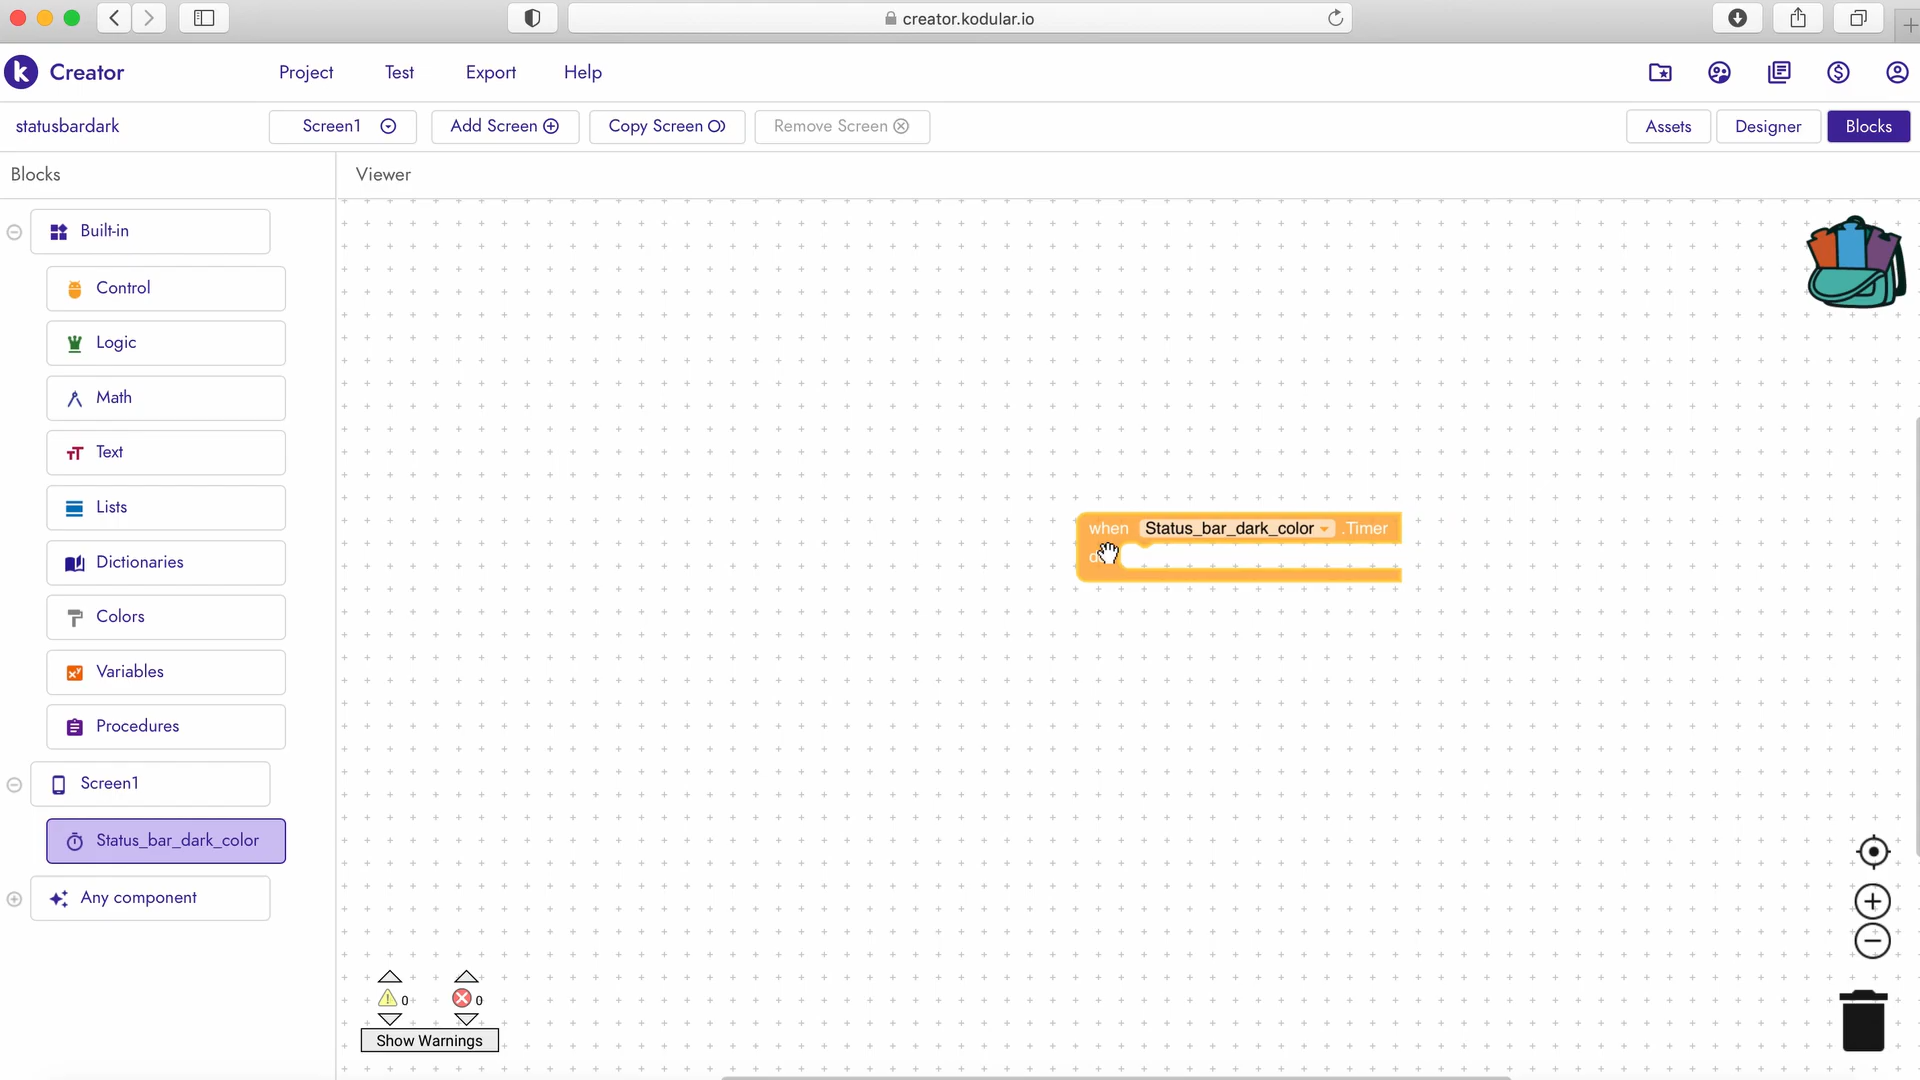 creator.kodular.io
Creator
Project
Test
Export
Help
statusbardark
Screen1
Add Screen
Copy Screen
Remove Screen
Assets
Designer
Blocks
Blocks
Viewer
Built-in
Control
Logic
Math
Text
Lists
Dictionaries
Colors
Variables
Procedures
Screen1
Status_bar_dark_color
Any component
when Status_bar_dark_color .Timer
0
0
Show Warnings